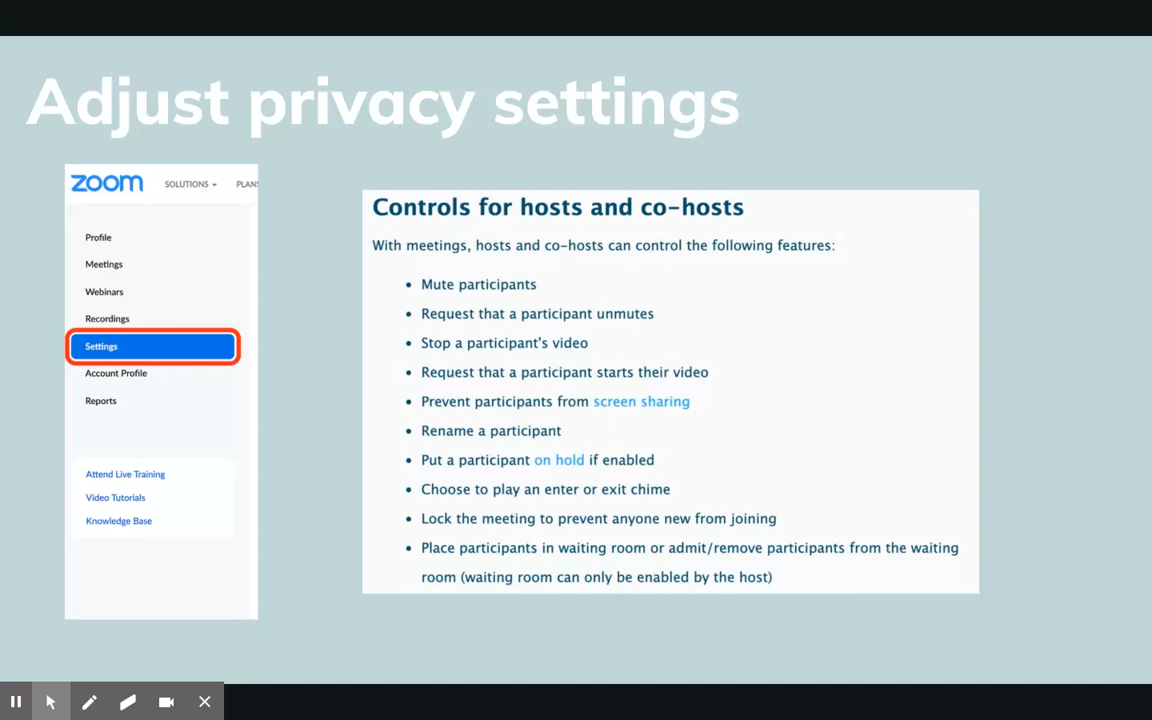 Adjust privacy settings
zoom SOLUTIONS PLANS
Profile
Meetings
Webinars
Recordings
Settings
Account Profile
Reports
Attend Live Training
Video Tutorials
Knowledge Base
Controls for hosts and co-hosts
With meetings, hosts and co-hosts can control the following features:
• Mute participants
• Request that a participant unmutes
• Stop a participant's video
• Request that a participant starts their video
• Prevent participants from screen sharing
• Rename a participant
• Put a participant on hold if enabled
• Choose to play an enter or exit chime
• Lock the meeting to prevent anyone new from joining
• Place participants in waiting room or admit/remove participants from the waiting
room (waiting room can only be enabled by the host)